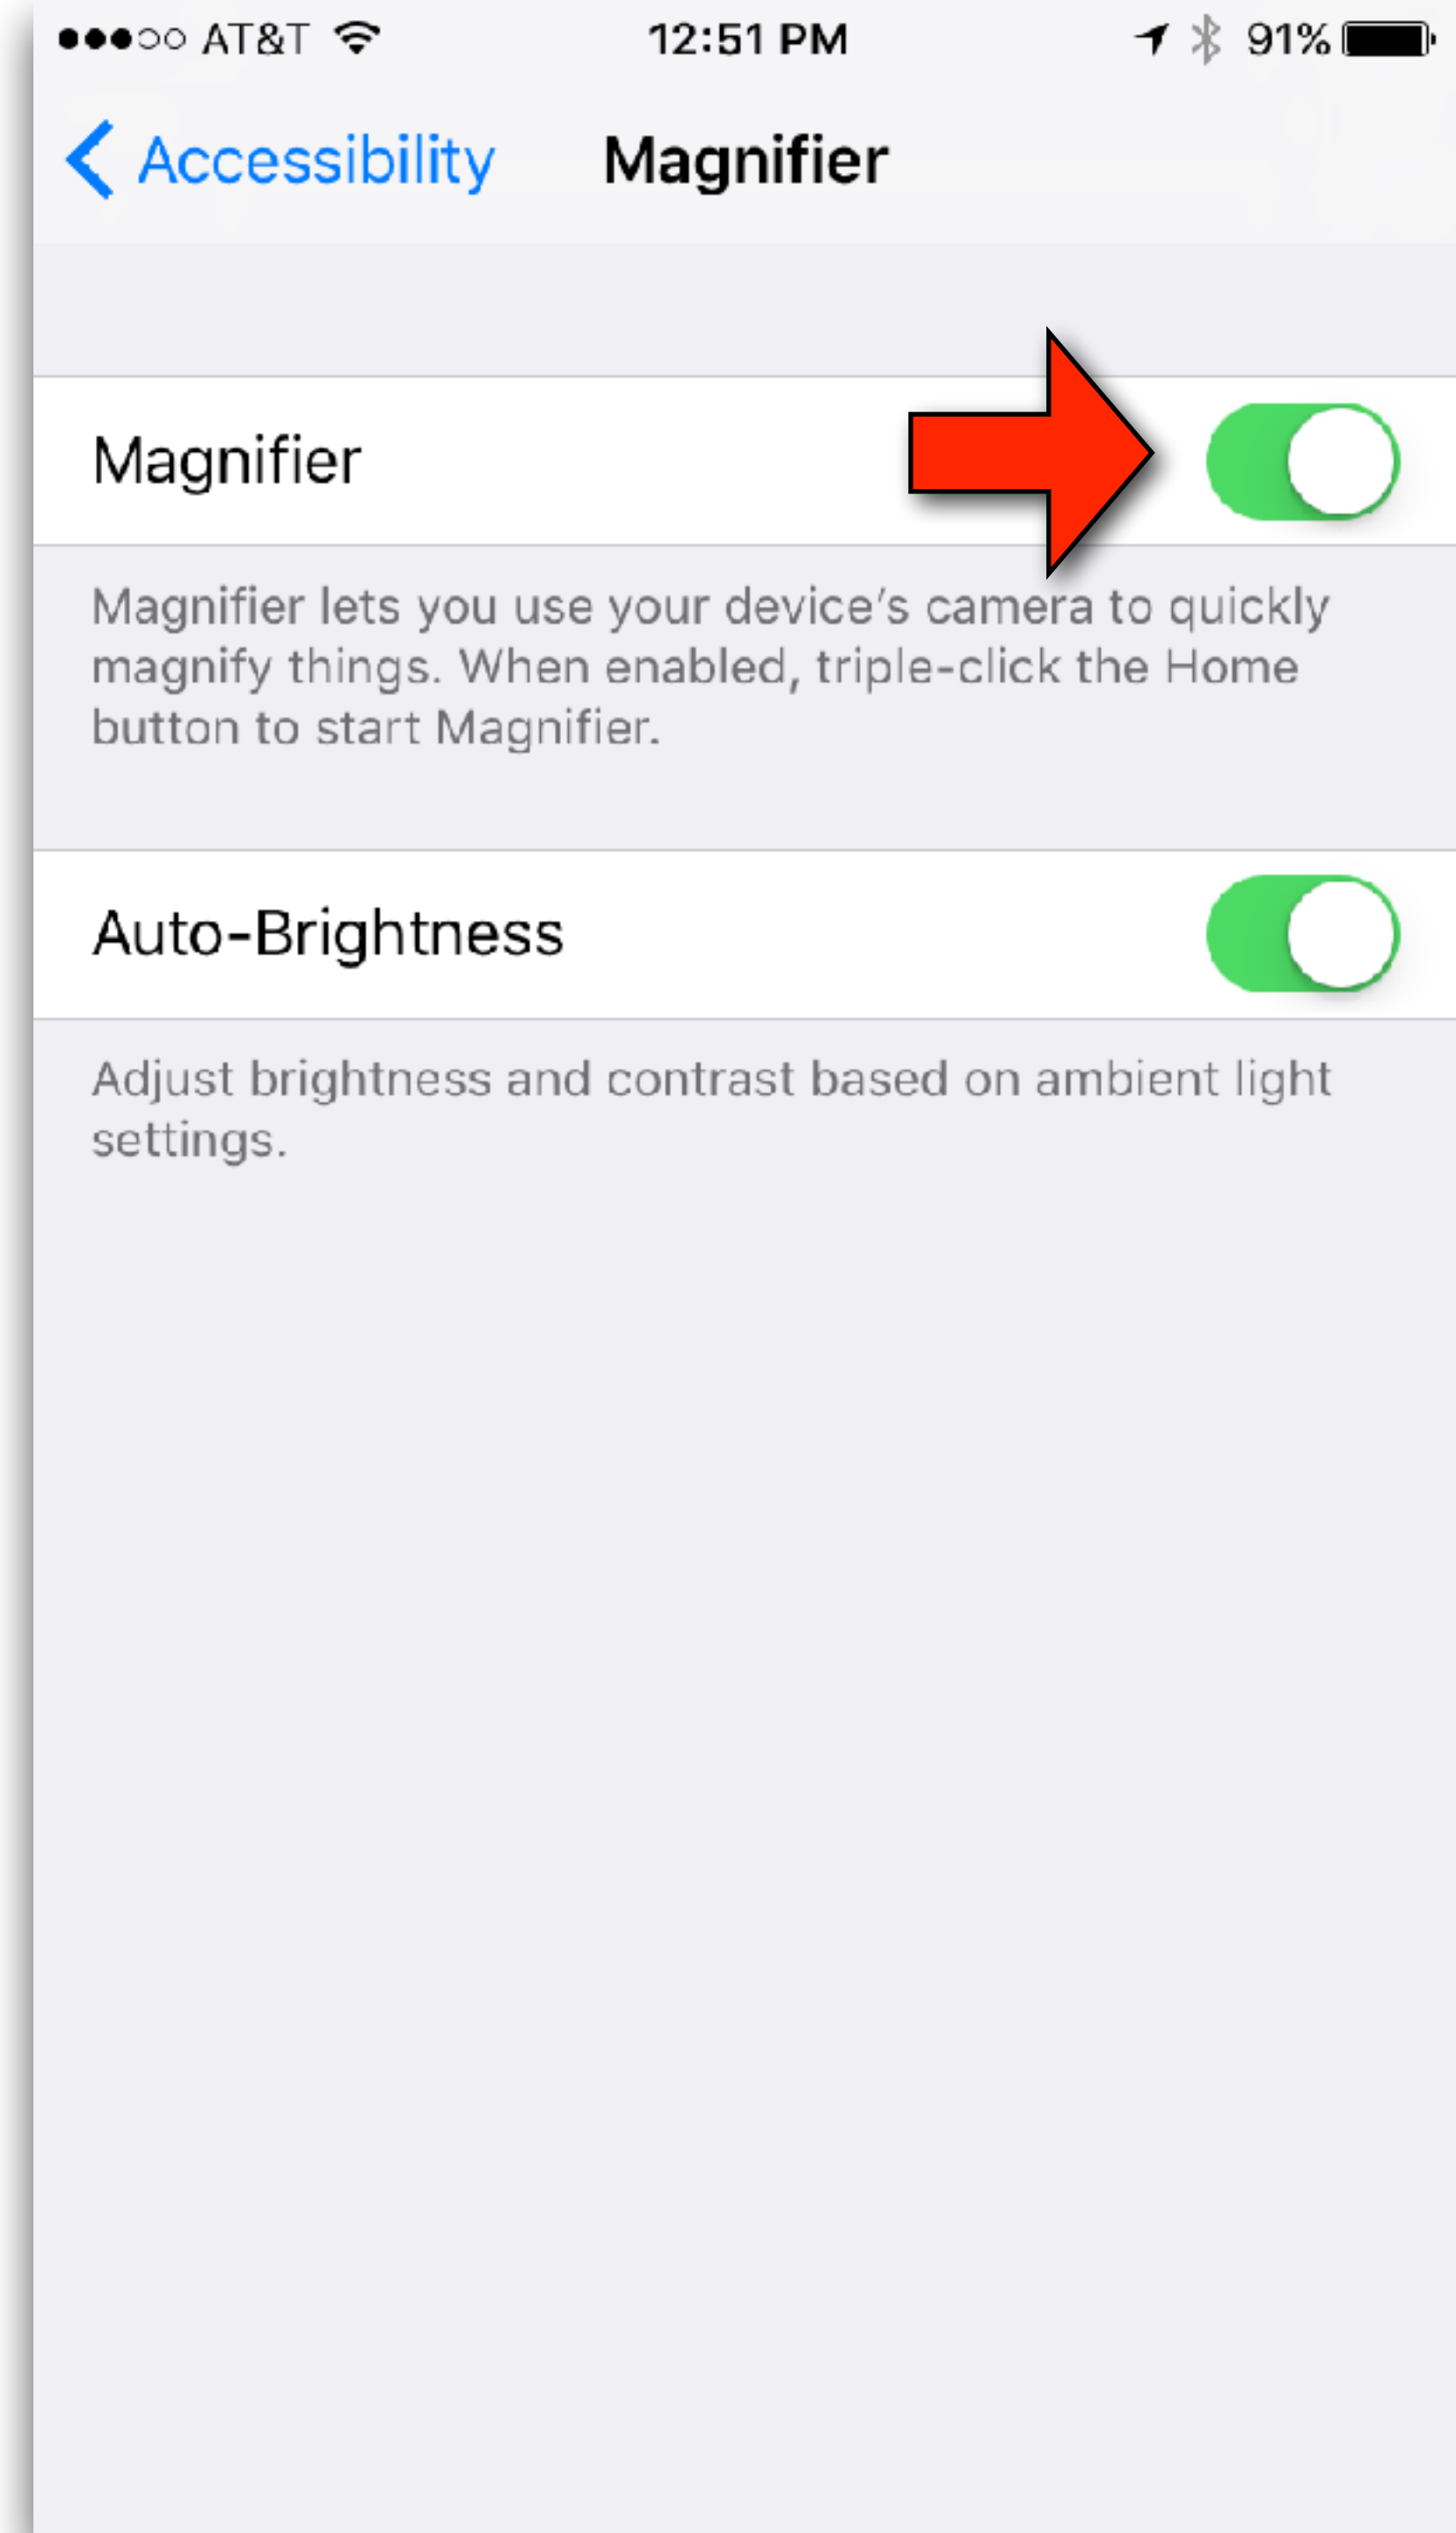 AT&T 12:51 PM 91%
Accessibility Magnifier
Magnifier
Magnifier lets you use your device's camera to quickly
magnify things. When enabled, triple-click the Home
button to start Magnifier.
Auto-Brightness
Adjust brightness and contrast based on ambient light
settings.